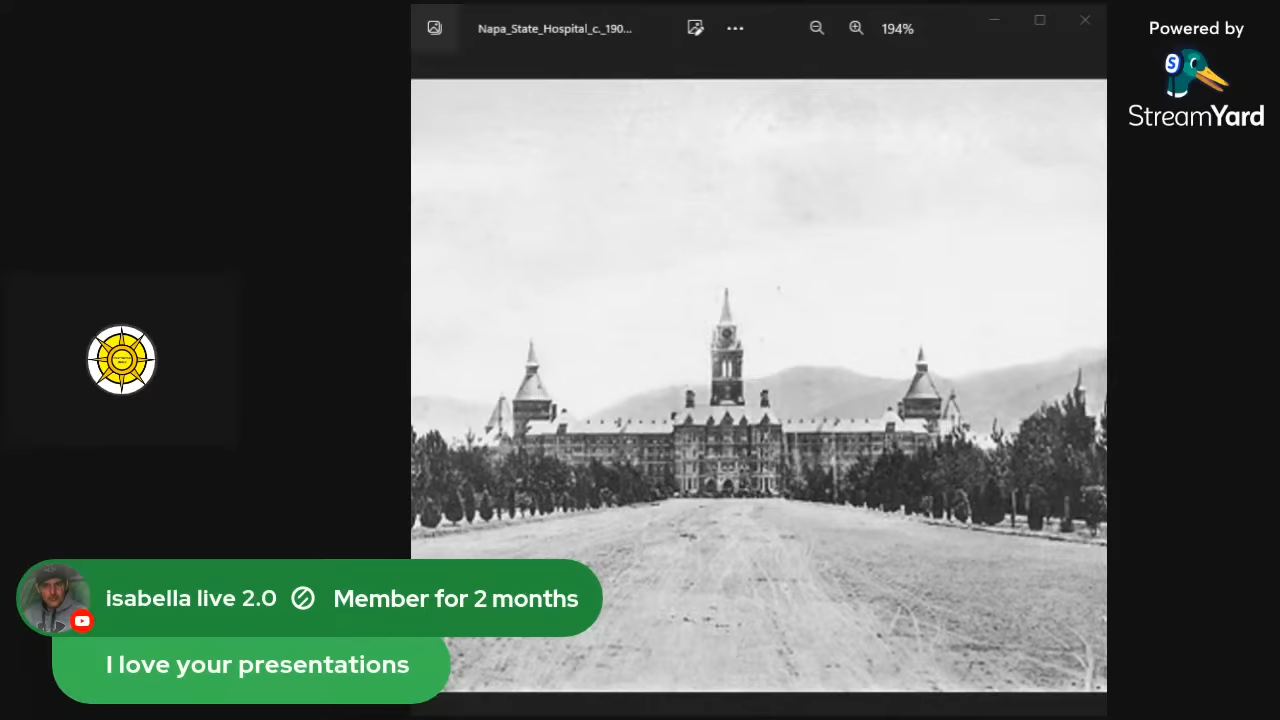 Napa_State_Hospital_c._190...
194%
Powered by
S
StreamYard
isabella live 2.0 Member for 2 months
I love your presentations